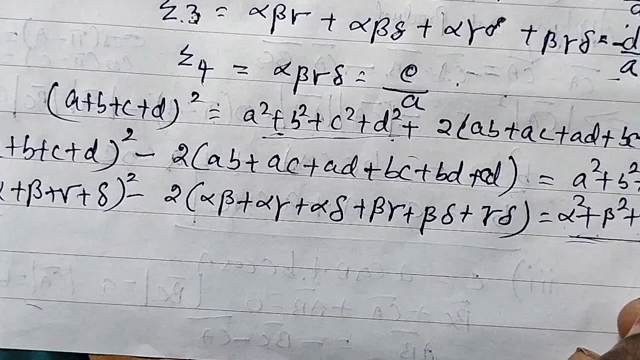 Σ3 = αβγ + αβδ + αγδ + βγδ = -d/a
Σ4 = αβγδ = e/a
(a+b+c+d)² = a²+b²+c²+d²+ 2(ab+ac+ad+bc
+b+c+d)² - 2(ab+ac+ad+bc+bd+cd) = a²+b²
+β+γ+δ)² - 2(αβ+αγ+αδ+βγ+βδ+γδ) = α²+β²+